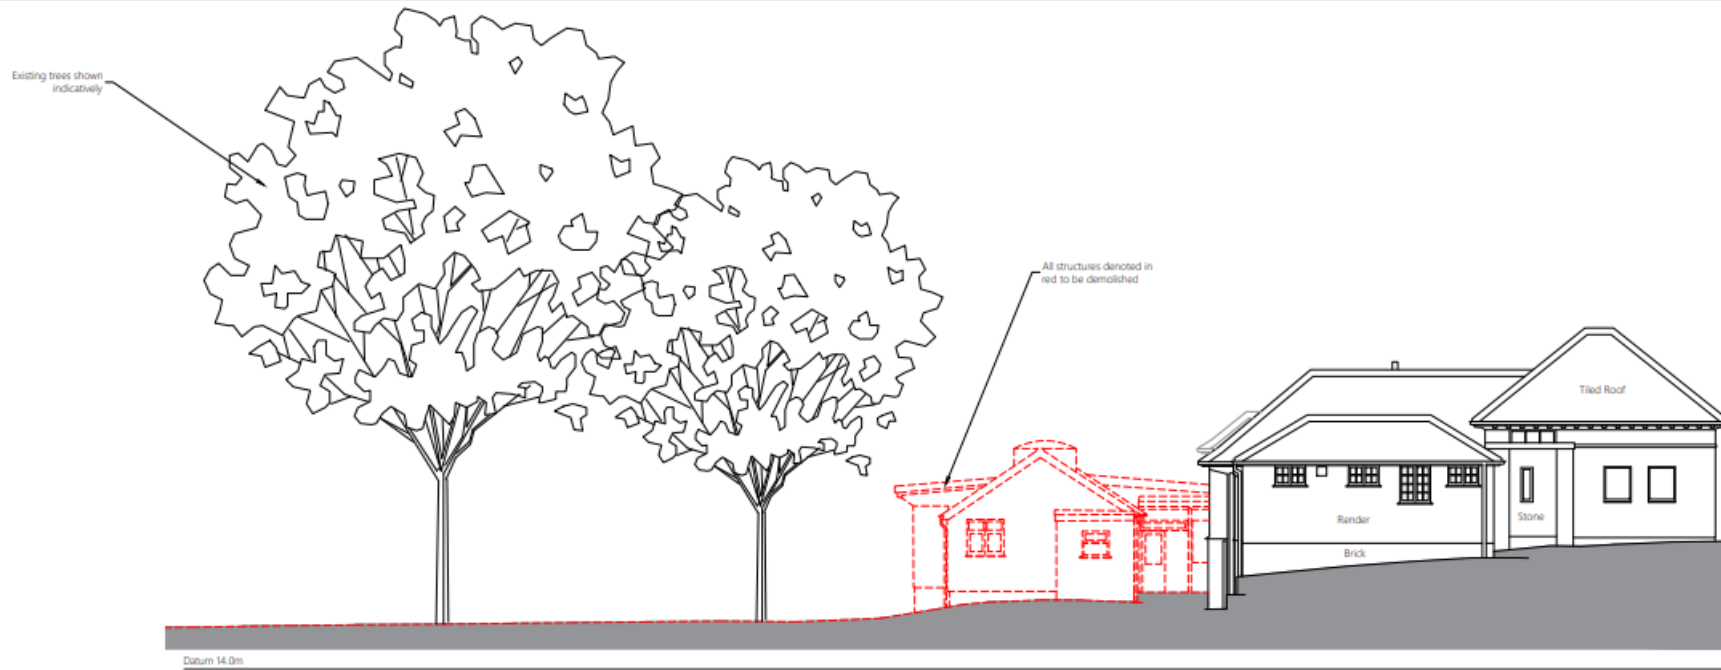 Existing trees shown
indicatively
All structures denoted in
red to be demolished
Tiled Roof
Render
Stone
Brick
Datum 14.0m